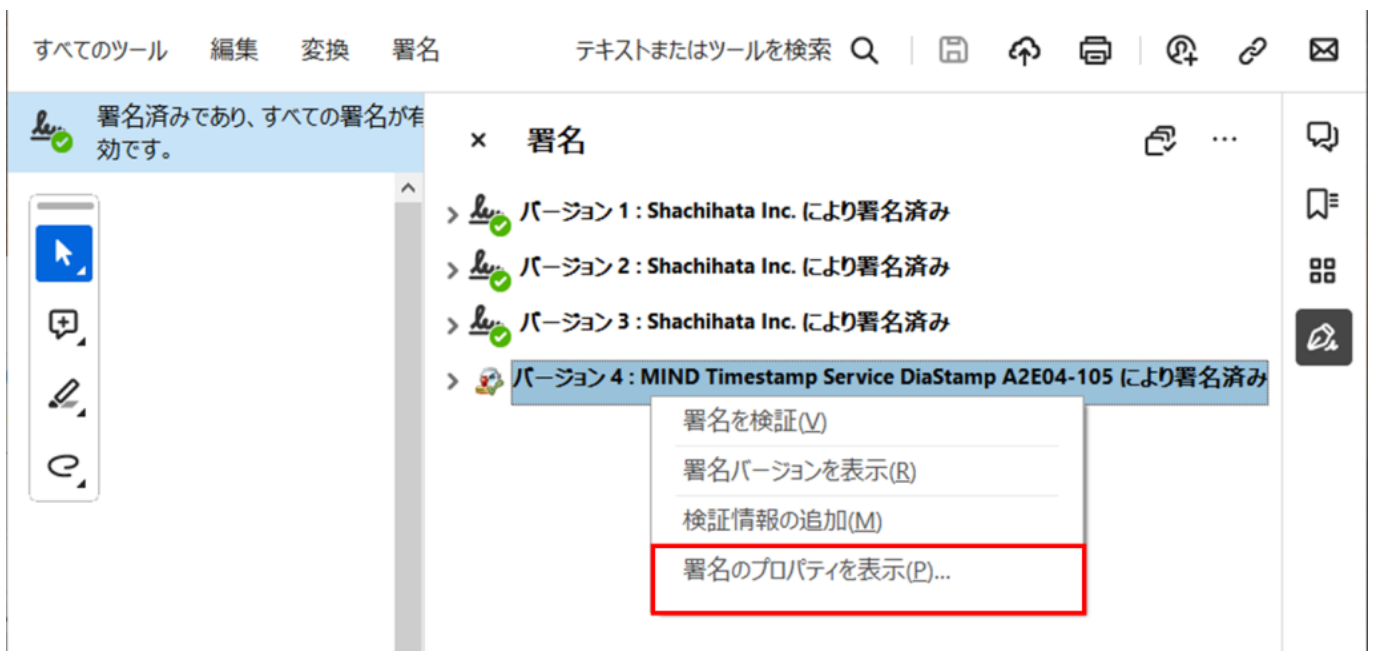 すべてのツール 編集 変換 署名 テキストまたはツールを検索
署名済みであり、すべての署名が有
効です。
署名
バージョン 1 : Shachihata Inc. により署名済み
バージョン 2 : Shachihata Inc. により署名済み
バージョン 3 : Shachihata Inc. により署名済み
バージョン 4 : MIND Timestamp Service DiaStamp A2E04-105 により署名済み
署名を検証(V)
署名バージョンを表示(R)
検証情報の追加(M)
署名のプロパティを表示(P)...